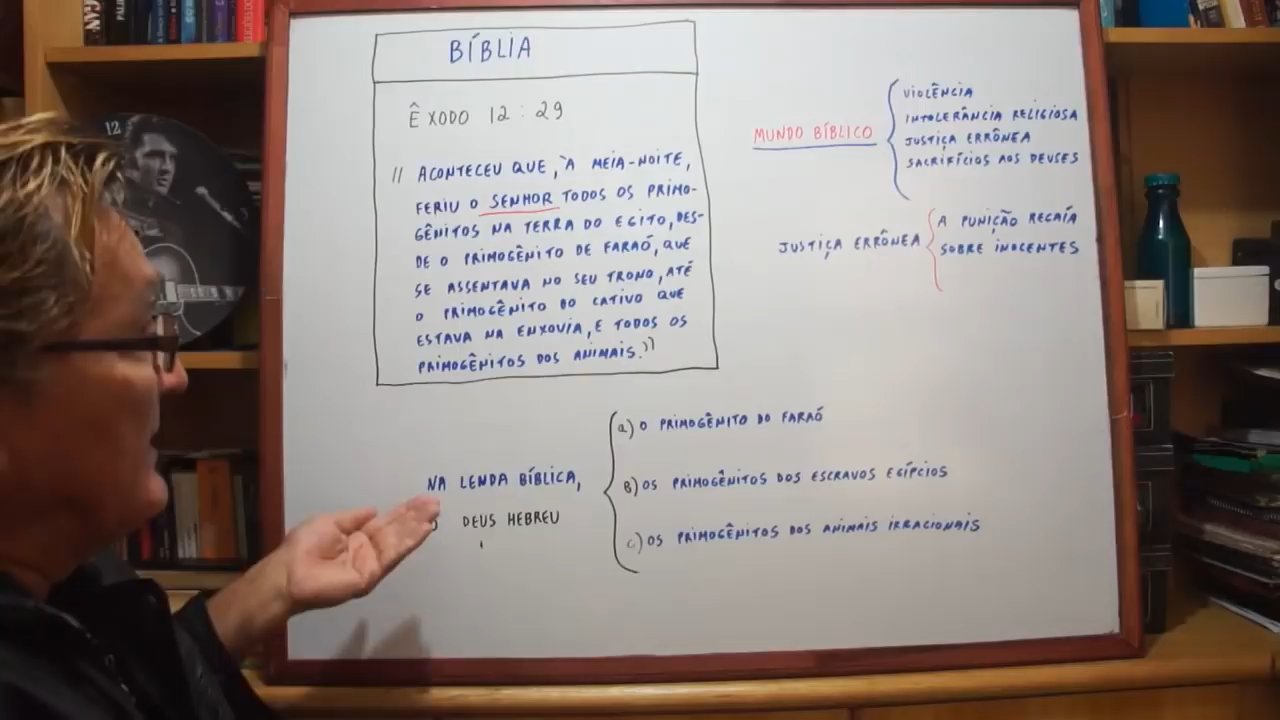 BÍBLIA
ÊXODO 12:29
" ACONTECEU QUE, À MEIA-NOITE,
FERIU O SENHOR TODOS OS PRIMO-
GÊNITOS NA TERRA DO EGITO, DES-
DE O PRIMOGÊNITO DE FARAÓ, QUE
SE ASSENTAVA NO SEU TRONO, ATÉ
O PRIMOGÊNITO DO CATIVO QUE
ESTAVA NA ENXOVIA, E TODOS OS
PRIMOGÊNITOS DOS ANIMAIS."
MUNDO BÍBLICO
VIOLÊNCIA
INTOLERÂNCIA RELIGIOSA
JUSTIÇA ERRÔNEA
SACRIFÍCIOS AOS DEUSES
JUSTIÇA ERRÔNEA
A PUNIÇÃO RECAÍA
SOBRE INOCENTES
NA LENDA BÍBLICA,
DEUS HEBREU
a) O PRIMOGÊNITO DO FARAÓ
B) OS PRIMOGÊNITOS DOS ESCRAVOS EGÍPCIOS
c) OS PRIMOGÊNITOS DOS ANIMAIS IRRACIONAIS
12